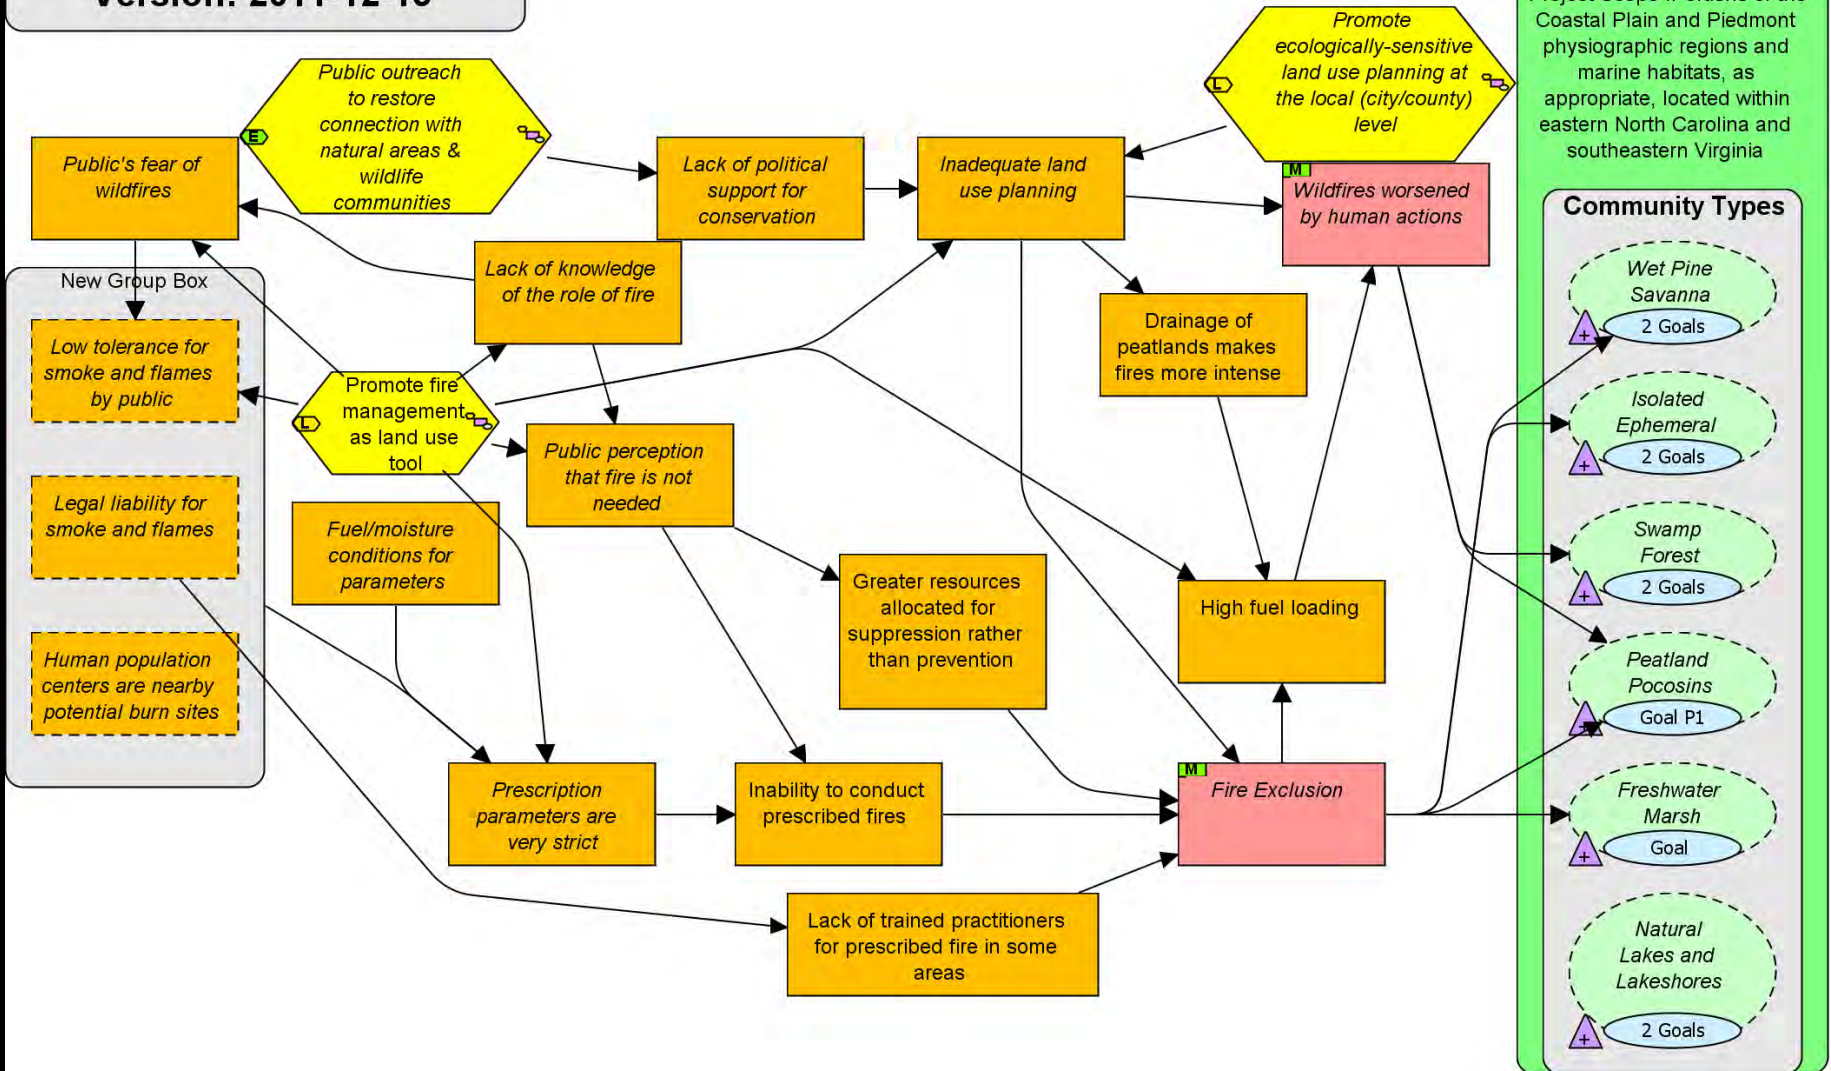 Version: 2011-12-
Project Scope
Coastal Plain and Piedmont
physiographic regions and
marine habitats, as
appropriate, located within
eastern North Carolina and
southeastern Virginia
Promote
ecologically-sensitive
land use planning at
the local (city/county)
level
L
Public outreach
to restore
connection with
natural areas &
wildlife
communities
E
Public's fear of
wildfires
Lack of political
support for
conservation
Inadequate land
use planning
M
Wildfires worsened
by human actions
Community Types
Lack of knowledge
of the role of fire
New Group Box
Low tolerance for
smoke and flames
by public
Legal liability for
smoke and flames
Human population
centers are nearby
potential burn sites
Promote fire
management
as land use
tool
L
Drainage of
peatlands makes
fires more intense
Public perception
that fire is not
needed
Fuel/moisture
conditions for
parameters
Greater resources
allocated for
suppression rather
than prevention
High fuel loading
Prescription
parameters are
very strict
Inability to conduct
prescribed fires
M
Fire Exclusion
Lack of trained practitioners
for prescribed fire in some
areas
Wet Pine
Savanna
+
2 Goals
Isolated
Ephemeral
+
2 Goals
Swamp
Forest
+
2 Goals
Peatland
Pocosins
+
Goal P1
Freshwater
Marsh
+
Goal
Natural
Lakes and
Lakeshores
+
2 Goals